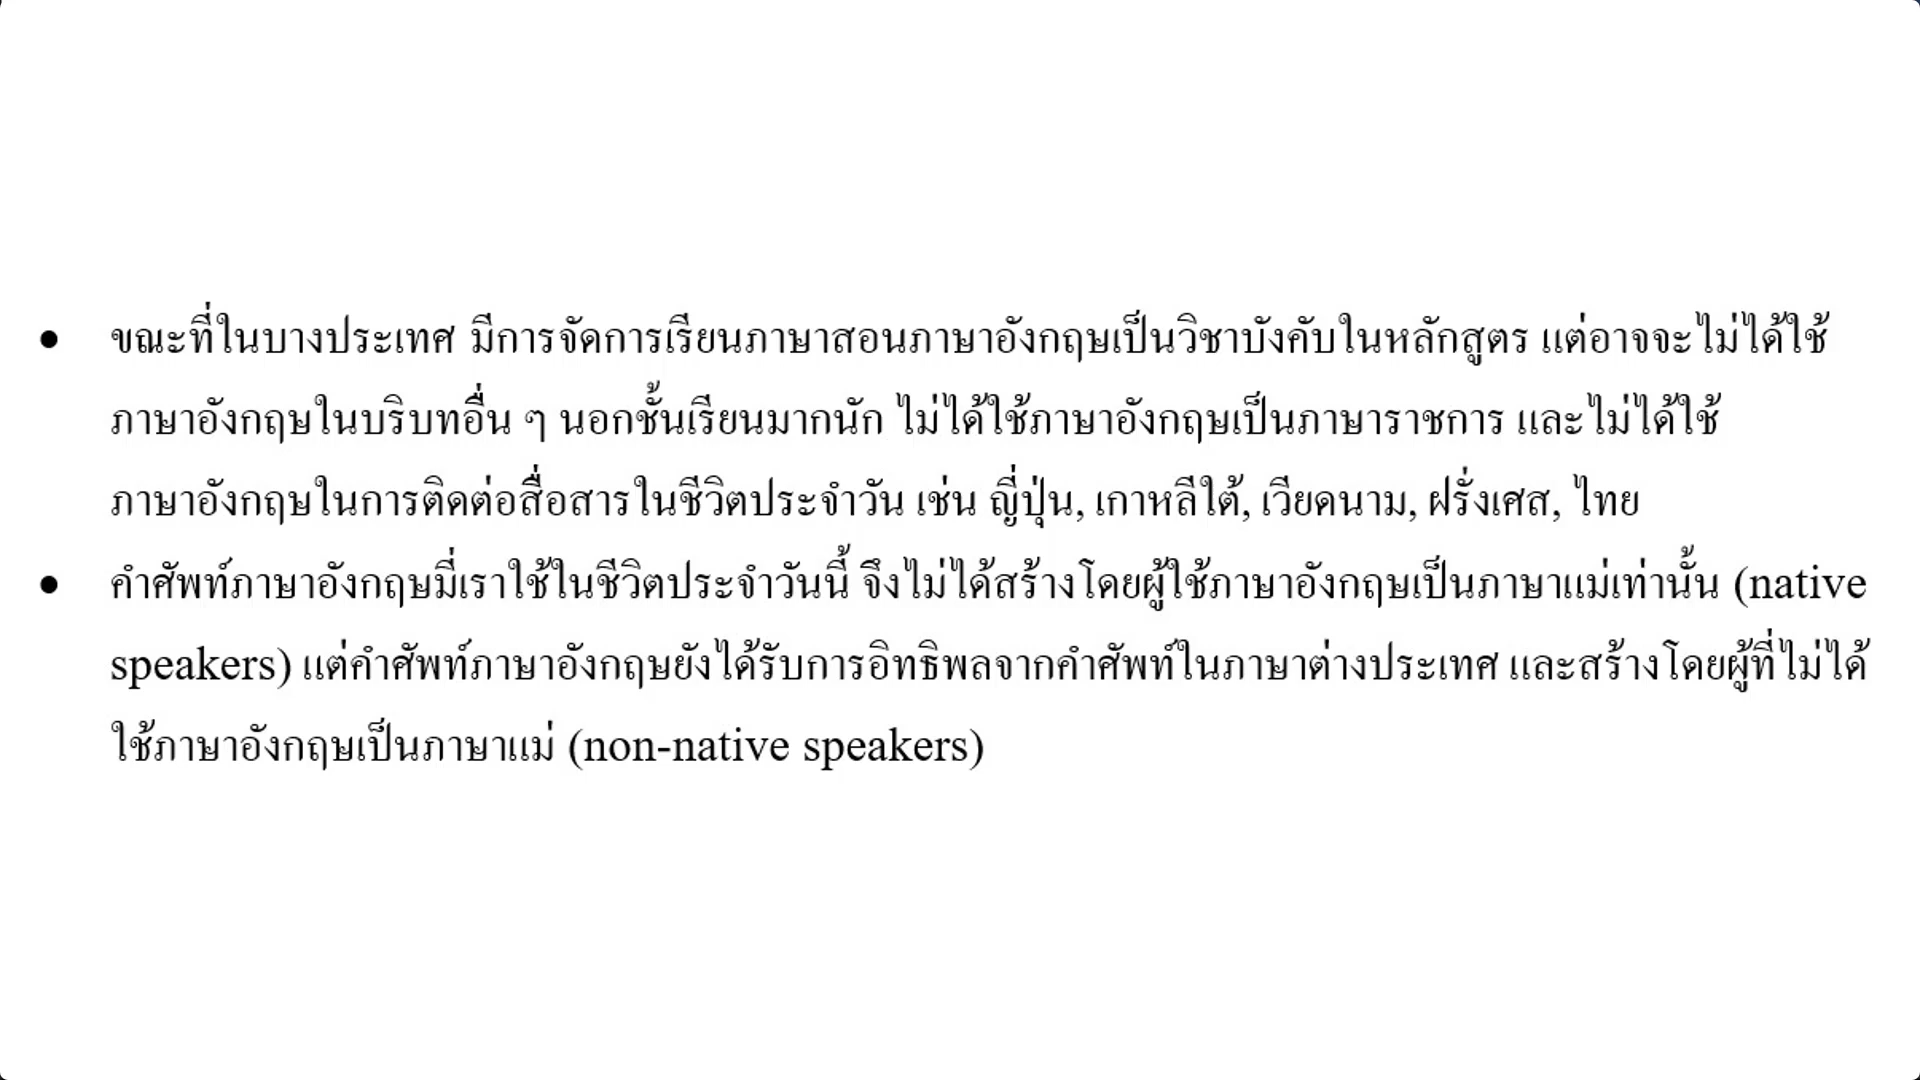 ● ขณะที่ในบางประเทศ มีการจัดการเรียนภาษาสอนภาษาอังกฤษเป็นวิชาบังคับในหลักสูตร แต่อาจจะไม่ได้ใช้
ภาษาอังกฤษในบริบทอื่น ๆ นอกชั้นเรียนมากนัก ไม่ได้ใช้ภาษาอังกฤษเป็นภาษาราชการ และไม่ได้ใช้
ภาษาอังกฤษในการติดต่อสื่อสารในชีวิตประจำวัน เช่น ญี่ปุ่น, เกาหลีใต้, เวียดนาม, ฝรั่งเศส, ไทย
● คำศัพท์ภาษาอังกฤษมี่เราใช้ในชีวิตประจำวันนี้ จึงไม่ได้สร้างโดยผู้ใช้ภาษาอังกฤษเป็นภาษาแม่เท่านั้น (native
speakers) แต่คำศัพท์ภาษาอังกฤษยังได้รับการอิทธิพลจากคำศัพท์ในภาษาต่างประเทศ และสร้างโดยผู้ที่ไม่ได้
ใช้ภาษาอังกฤษเป็นภาษาแม่ (non-native speakers)